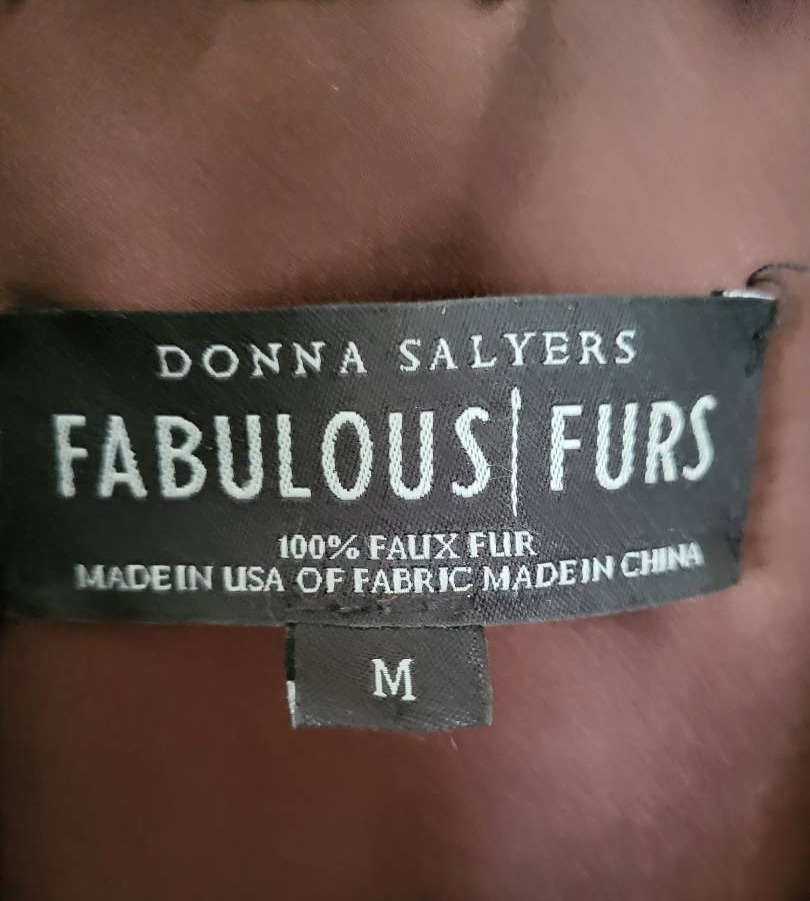 DONNA SALYERS
FABULOUS | FURS
100% FAUX FUR
MADE IN USA OF FABRIC MADE IN CHINA
M